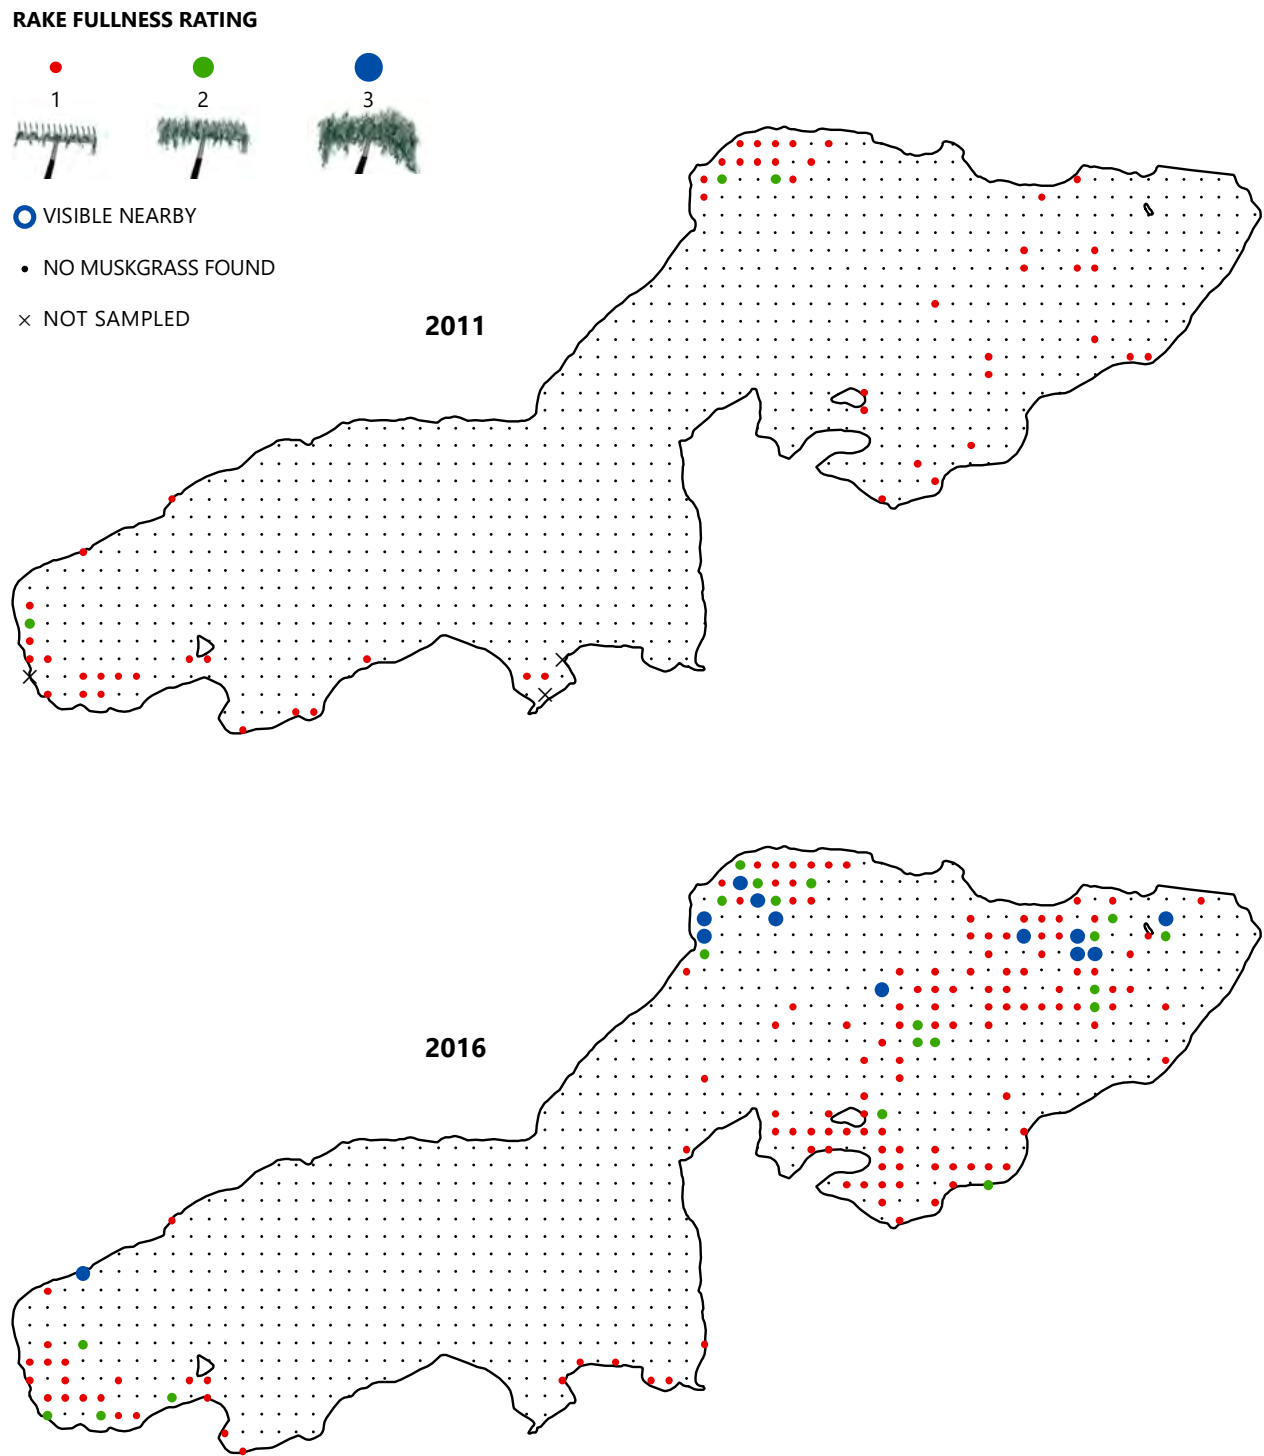 RAKE FULLNESS RATING
1 2 3
VISIBLE NEARBY
NO MUSKGRASS FOUND
NOT SAMPLED
2011
2016